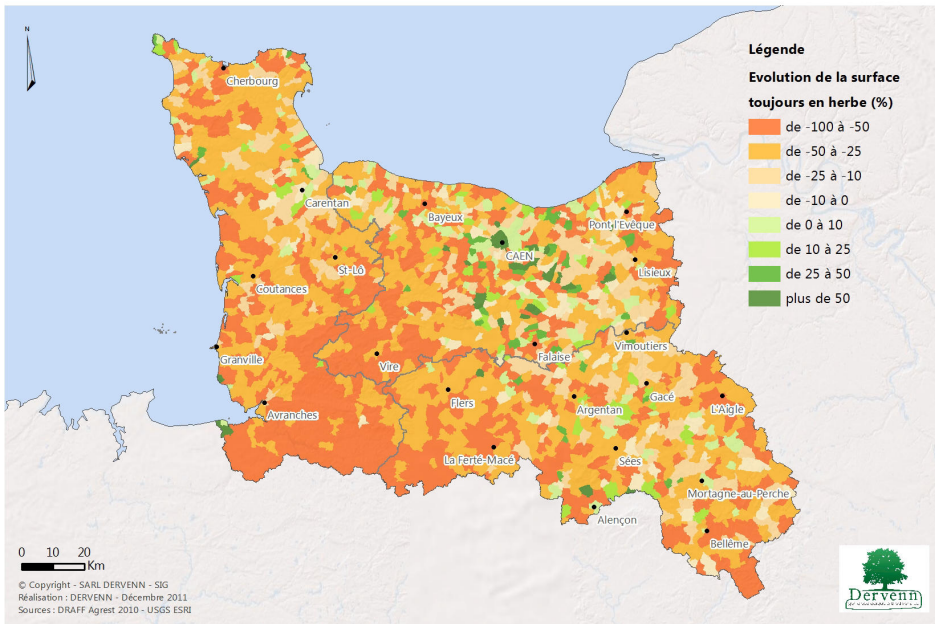 N
Légende
Evolution de la surface
toujours en herbe (%)
de -100 à -50
de -50 à -25
de -25 à -10
de -10 à 0
de 0 à 10
de 10 à 25
de 25 à 50
plus de 50
Cherbourg
Carentan
Bayeux
Pont l'Evêque
CAEN
St-Lô
Lisieux
Coutances
Granville
Vire
Falaise
Vimoutiers
Flers
Gacé
Argentan
L'Aigle
Avranches
La Ferté-Macé
Sées
Mortagne-au-Perche
Alençon
Bellême
0 10 20
Km
© Copyright - SARL DERVENN - SIG
Réalisation : DERVENN - Décembre 2011
Sources : DRAFF Agrest 2010 - USGS ESRI
Dervenn